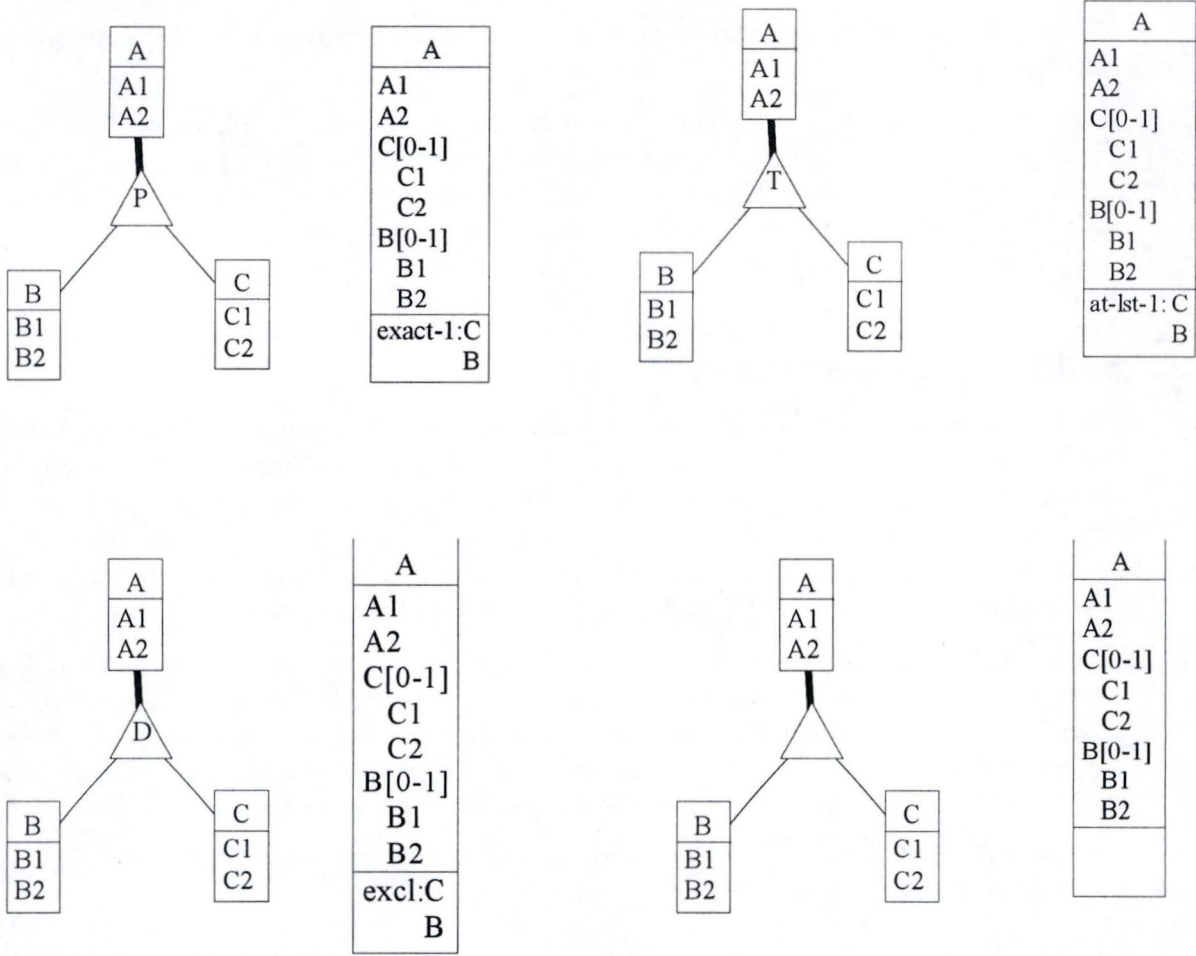 A
A1
A2
P
B
B1
B2
C
C1
C2
A
A1
A2
C[0-1]
C1
C2
B[0-1]
B1
B2
exact-1:C
B
A
A1
A2
T
B
B1
B2
C
C1
C2
A
A1
A2
C[0-1]
C1
C2
B[0-1]
B1
B2
at-lst-1: C
B
A
A1
A2
D
B
B1
B2
C
C1
C2
A
A1
A2
C[0-1]
C1
C2
B[0-1]
B1
B2
excl:C
B
A
A1
A2
B
B1
B2
C
C1
C2
A
A1
A2
C[0-1]
C1
C2
B[0-1]
B1
B2